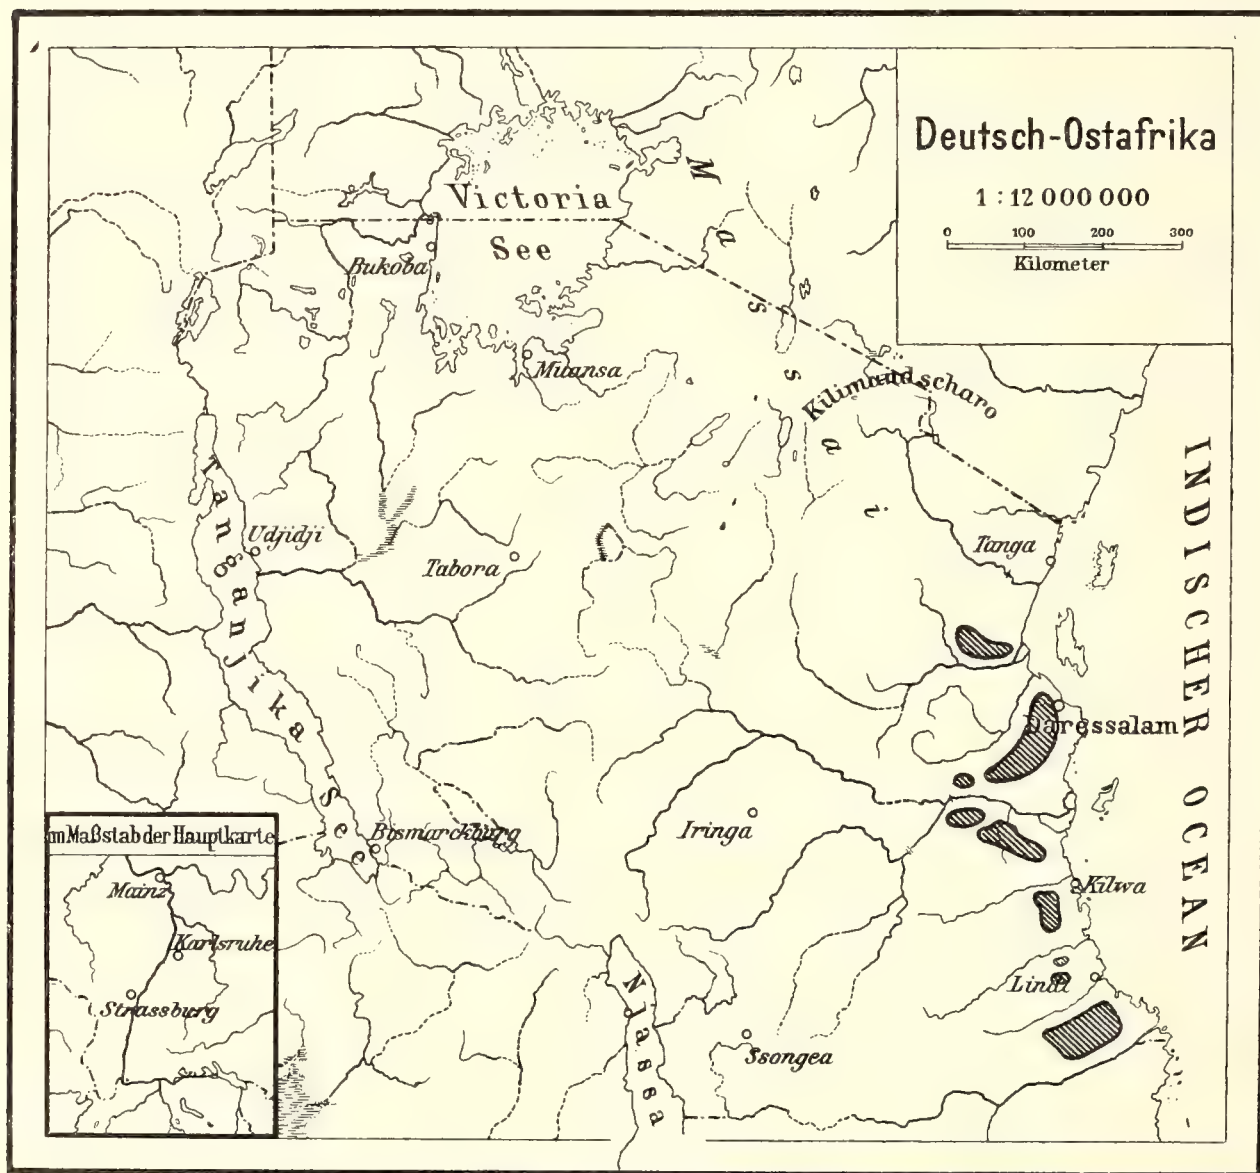 Deutsch-Ostafrika
1 : 12 000 000
0 100 200 300
Kilometer
Victoria
See
Bukoba
Muansa
Massai
Kilimandscharo
Tanganjika See
Udjidji
Tabora
Tanga
INDISCHER OCEAN
Daressalam
Bismarckburg
Iringa
Kilwa
Lindi
Ssongea
Niassa
im Maßstab der Hauptkarte
Mainz
Karlsruhe
Strassburg